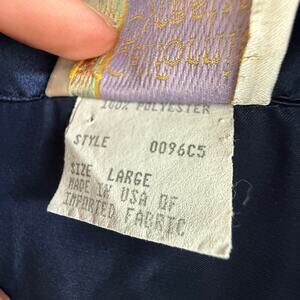 100% POLYESTER
STYLE 0096C5
SIZE LARGE
MADE IN USA OF
IMPORTED FABRIC